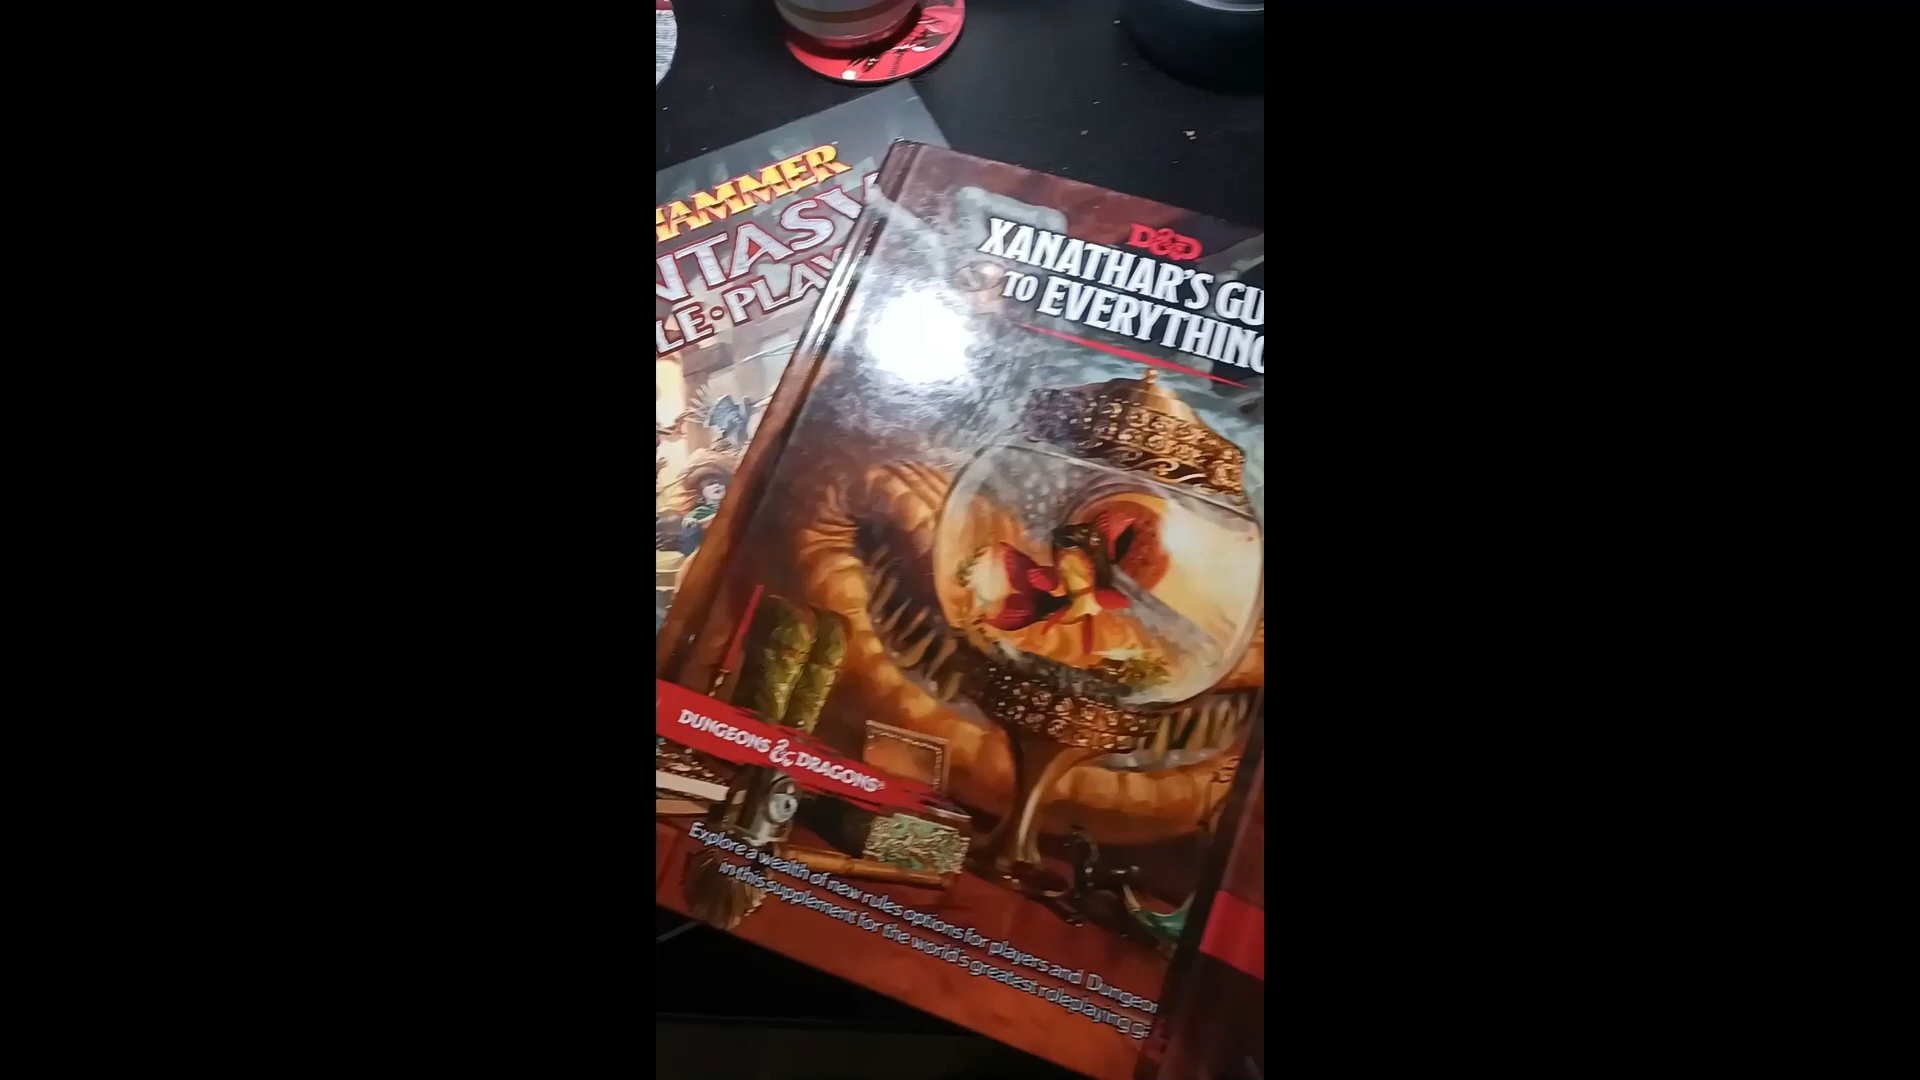 HAMMER
NTASY
LE•PLAY
D&D
XANATHAR'S GU
TO EVERYTHING
DUNGEONS & DRAGONS®
Explore a wealth of new rules options for players and Dungeon
in this supplement for the world's greatest roleplaying g